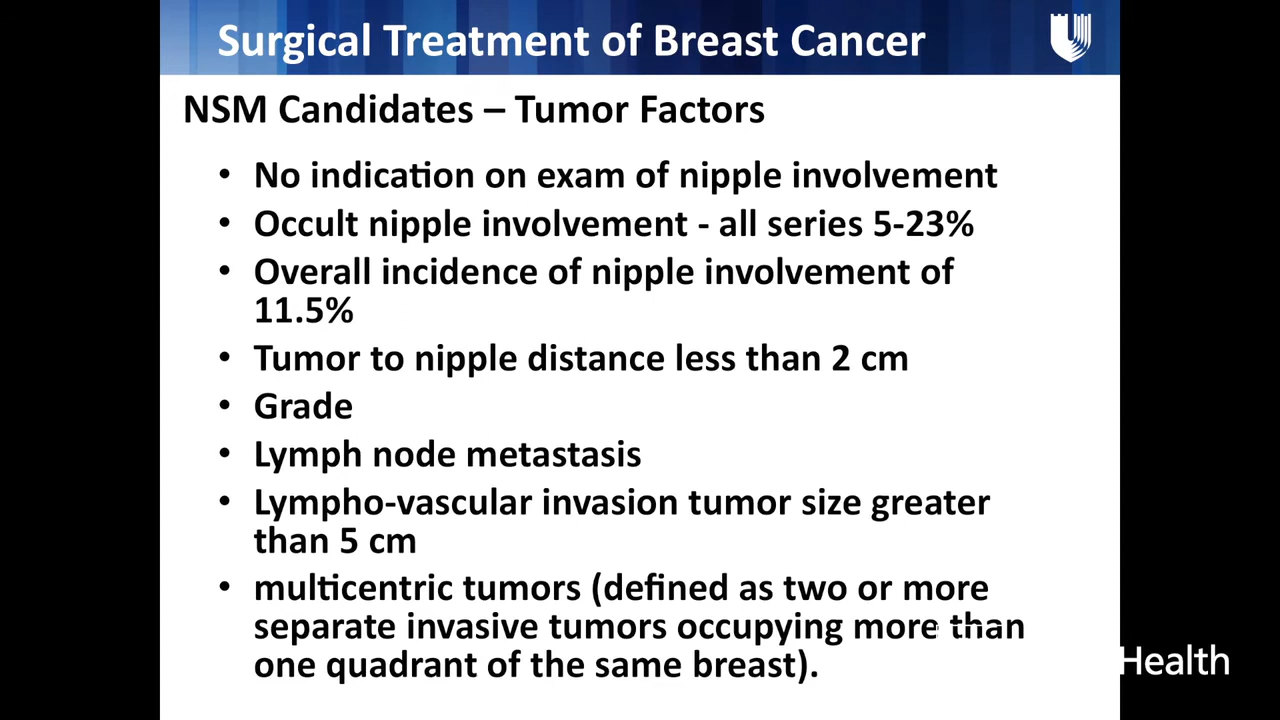 Surgical Treatment of Breast Cancer
NSM Candidates – Tumor Factors
• No indication on exam of nipple involvement
• Occult nipple involvement - all series 5-23%
• Overall incidence of nipple involvement of
11.5%
• Tumor to nipple distance less than 2 cm
• Grade
• Lymph node metastasis
• Lympho-vascular invasion tumor size greater
than 5 cm
• multicentric tumors (defined as two or more
separate invasive tumors occupying more than
one quadrant of the same breast).
Health